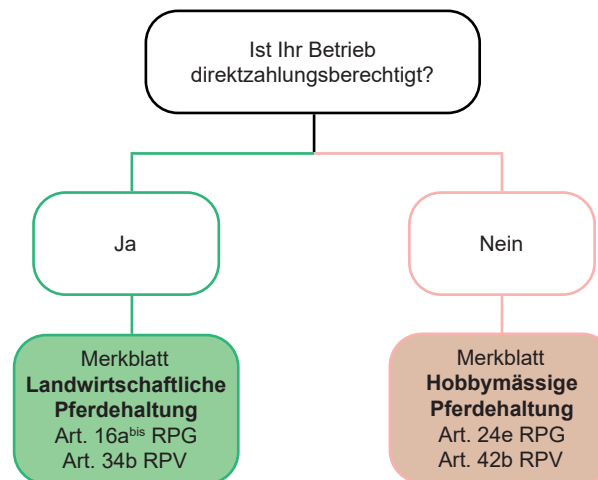 Ist Ihr Betrieb
direktzahlungsberechtigt?
Ja
Nein
Merkblatt
Landwirtschaftliche
Pferdehaltung
Art. 16abis RPG
Art. 34b RPV
Merkblatt
Hobbymässige
Pferdehaltung
Art. 24e RPG
Art. 42b RPV